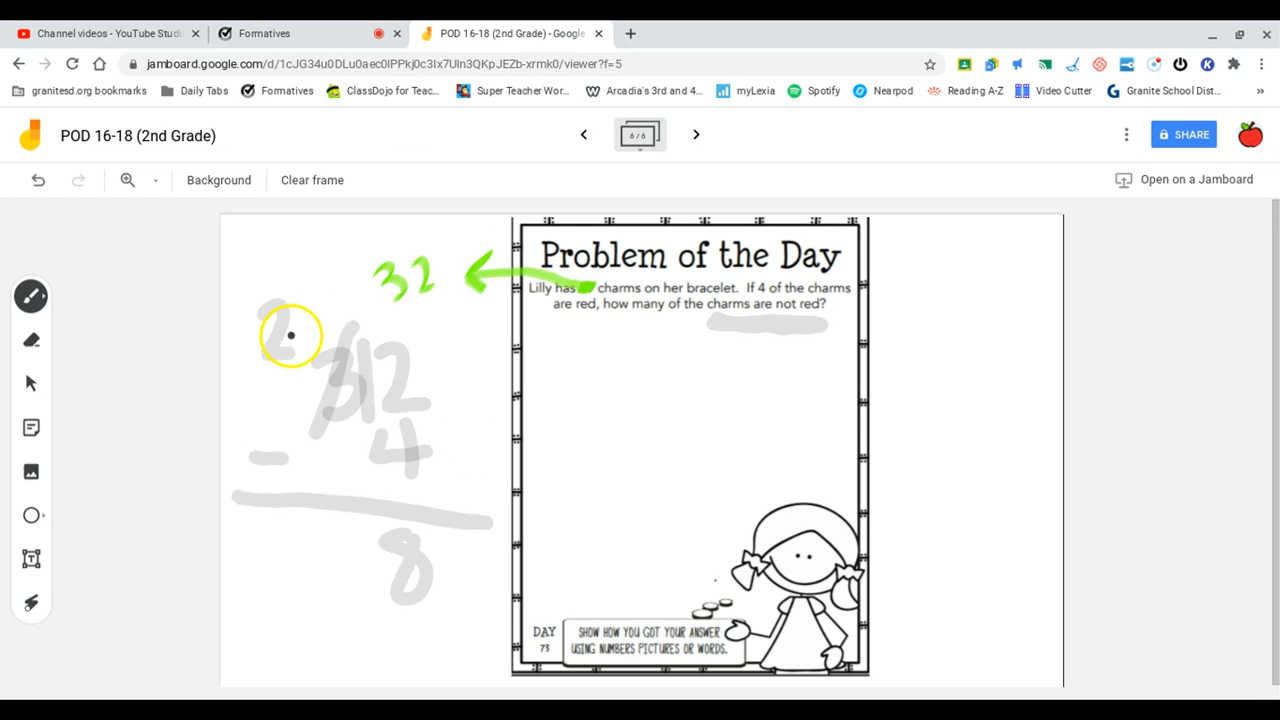 Channel videos - YouTube Studi
Formatives
POD 16-18 (2nd Grade) - Google
jamboard.google.com/d/1cJG34u0DLu0aec0IPPkj0c3Ix7Uln3QKpJEZb-xrmk0/viewer?f=5
granitesd.org bookmarks
Daily Tabs
Formatives
ClassDojo for Teac...
Super Teacher Wor...
Arcadia's 3rd and 4...
myLexia
Spotify
Nearpod
Reading A-Z
Video Cutter
Granite School Dist...
»
POD 16-18 (2nd Grade)
6 / 6
SHARE
Background
Clear frame
Open on a Jamboard
32
Problem of the Day
Lilly has charms on her bracelet. If 4 of the charms
are red, how many of the charms are not red?
2
312
- 4
8
DAY
73
SHOW HOW YOU GOT YOUR ANSWER
USING NUMBERS PICTURES OR WORDS.